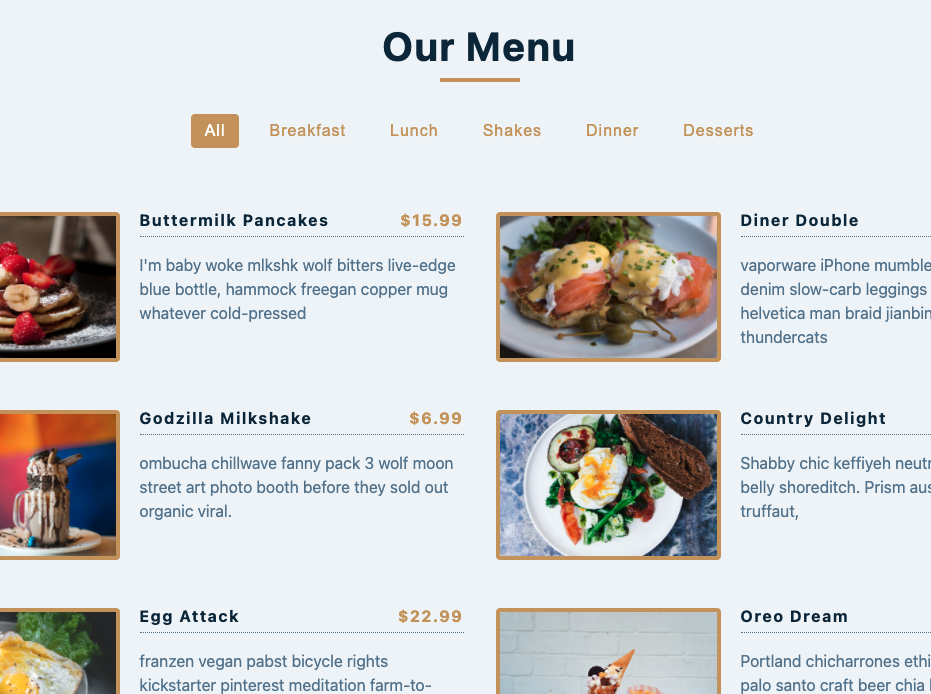 Our Menu
All Breakfast Lunch Shakes Dinner Desserts
Buttermilk Pancakes $15.99
I'm baby woke mlkshk wolf bitters live-edge
blue bottle, hammock freegan copper mug
whatever cold-pressed
Diner Double
vaporware iPhone mumble
denim slow-carb leggings
helvetica man braid
thundercats
Godzilla Milkshake $6.99
ombucha chillwave fanny pack 3 wolf moon
street art photo booth before they sold out
organic viral.
Country Delight
Shabby chic keffiyeh
belly shoreditch. Prism
truffaut,
Egg Attack $22.99
franzen vegan pabst bicycle rights
kickstarter pinterest meditation farm-to-
Oreo Dream
Portland chicharrones
palo santo craft beer chia